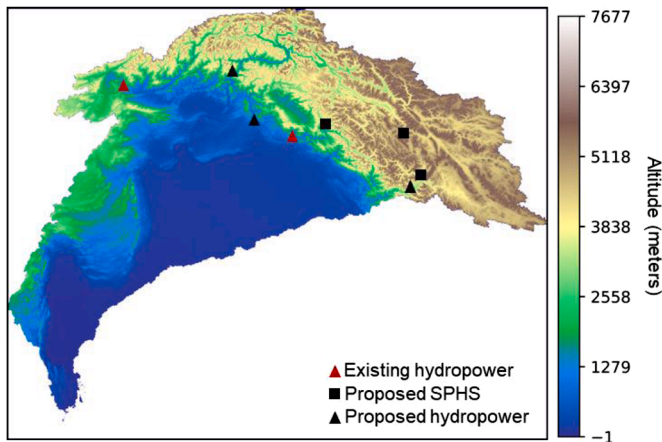 7677
6397
5118
3838
2558
1279
−1
Altitude (meters)
Existing hydropower
Proposed SPHS
Proposed hydropower